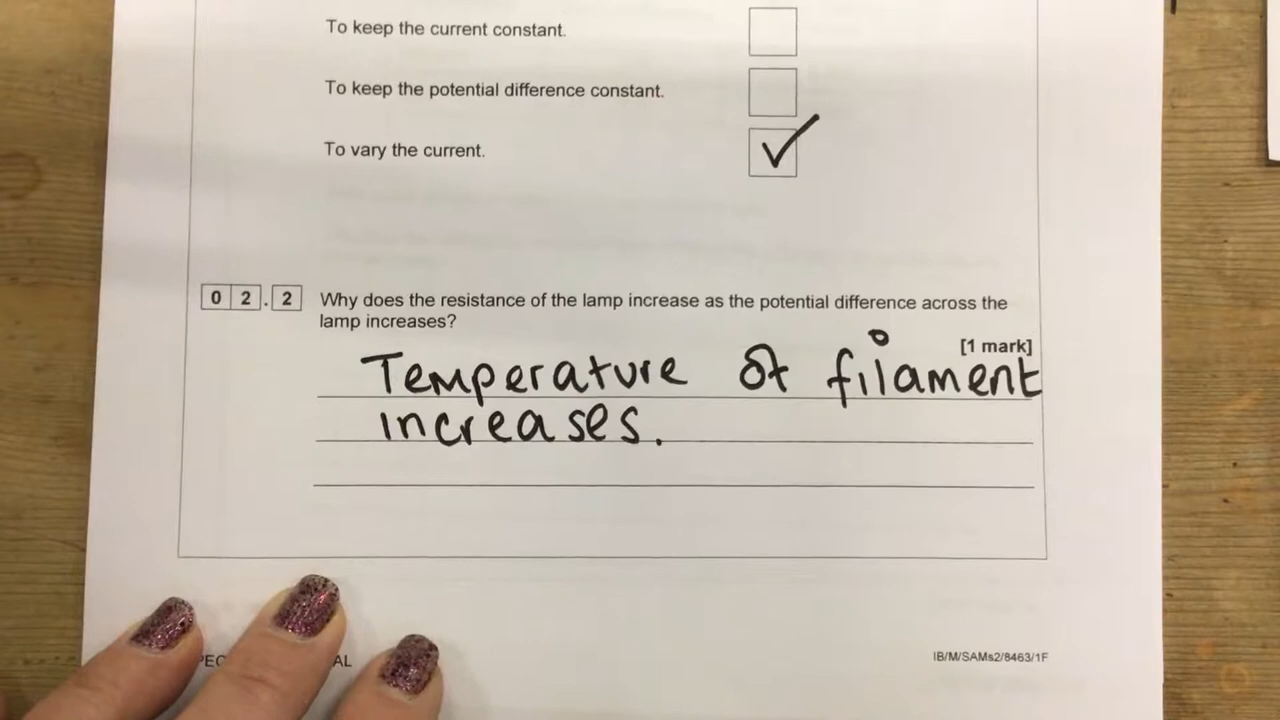 To keep the current constant.
To keep the potential difference constant.
To vary the current.
0 2 . 2 Why does the resistance of the lamp increase as the potential difference across the
lamp increases?
[1 mark]
Temperature of filament
increases.
IB/M/SAMs2/8463/1F